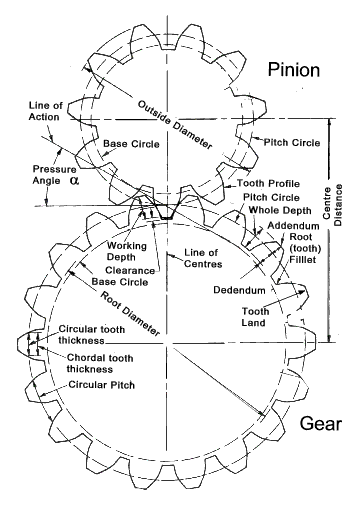 Pinion
Line of
Action
Outside Diameter
Base Circle
Pitch Circle
Pressure
Angle α
Centre
Distance
Tooth Profile
Pitch Circle
Whole Depth
Addendum
Root
(tooth)
Filllet
Working
Depth
Line of
Centres
Clearance
Base Circle
Dedendum
Root Diameter
Tooth
Land
Circular tooth
thickness
Chordal tooth
thickness
Circular Pitch
Gear